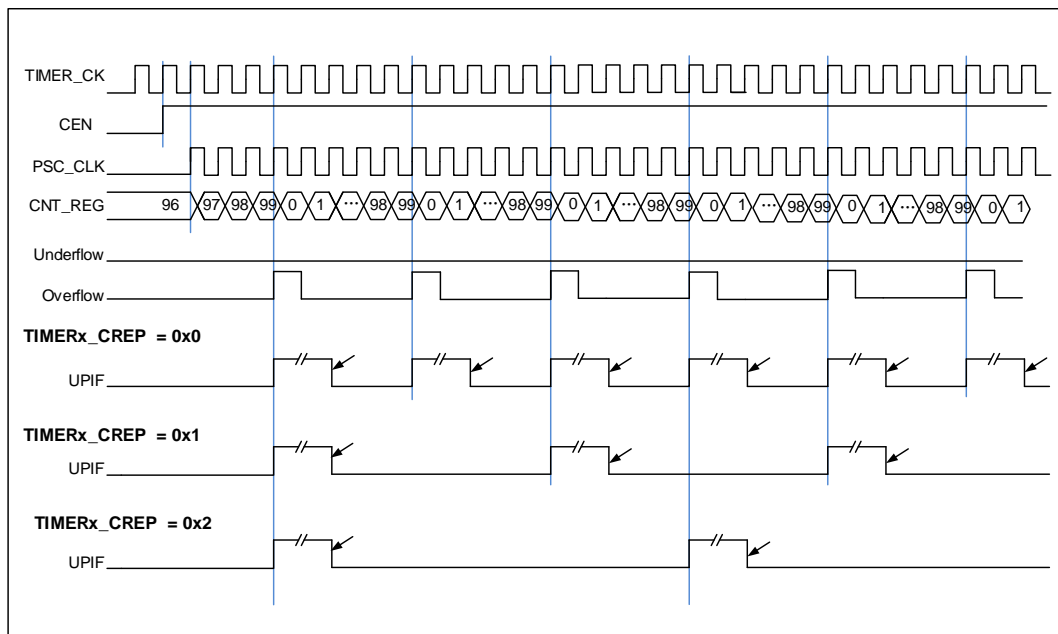 TIMER_CK
CEN
PSC_CLK
CNT_REG 96 97 98 99 0 1 ... 98 99 0 1 ... 98 99 0 1 ... 98 99 0 1 ... 98 99 0 1 ... 98 99 0 1
Underflow
Overflow
TIMERx_CREP = 0x0
UPIF
TIMERx_CREP = 0x1
UPIF
TIMERx_CREP = 0x2
UPIF